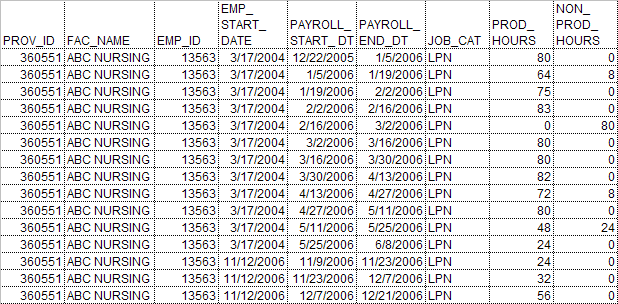 EMP_ NON_
START_ PAYROLL_ PAYROLL_ PROD_ PROD_
PROV_ID FAC_NAME EMP_ID DATE START_DT END_DT JOB_CAT HOURS HOURS
360551 ABC NURSING 13563 3/17/2004 12/22/2005 1/5/2006 LPN 80 0
360551 ABC NURSING 13563 3/17/2004 1/5/2006 1/19/2006 LPN 64 8
360551 ABC NURSING 13563 3/17/2004 1/19/2006 2/2/2006 LPN 75 0
360551 ABC NURSING 13563 3/17/2004 2/2/2006 2/16/2006 LPN 83 0
360551 ABC NURSING 13563 3/17/2004 2/16/2006 3/2/2006 LPN 0 80
360551 ABC NURSING 13563 3/17/2004 3/2/2006 3/16/2006 LPN 80 0
360551 ABC NURSING 13563 3/17/2004 3/16/2006 3/30/2006 LPN 80 0
360551 ABC NURSING 13563 3/17/2004 3/30/2006 4/13/2006 LPN 82 0
360551 ABC NURSING 13563 3/17/2004 4/13/2006 4/27/2006 LPN 72 8
360551 ABC NURSING 13563 3/17/2004 4/27/2006 5/11/2006 LPN 80 0
360551 ABC NURSING 13563 3/17/2004 5/11/2006 5/25/2006 LPN 48 24
360551 ABC NURSING 13563 3/17/2004 5/25/2006 6/8/2006 LPN 24 0
360551 ABC NURSING 13563 11/12/2006 11/9/2006 11/23/2006 LPN 24 0
360551 ABC NURSING 13563 11/12/2006 11/23/2006 12/7/2006 LPN 32 0
360551 ABC NURSING 13563 11/12/2006 12/7/2006 12/21/2006 LPN 56 0